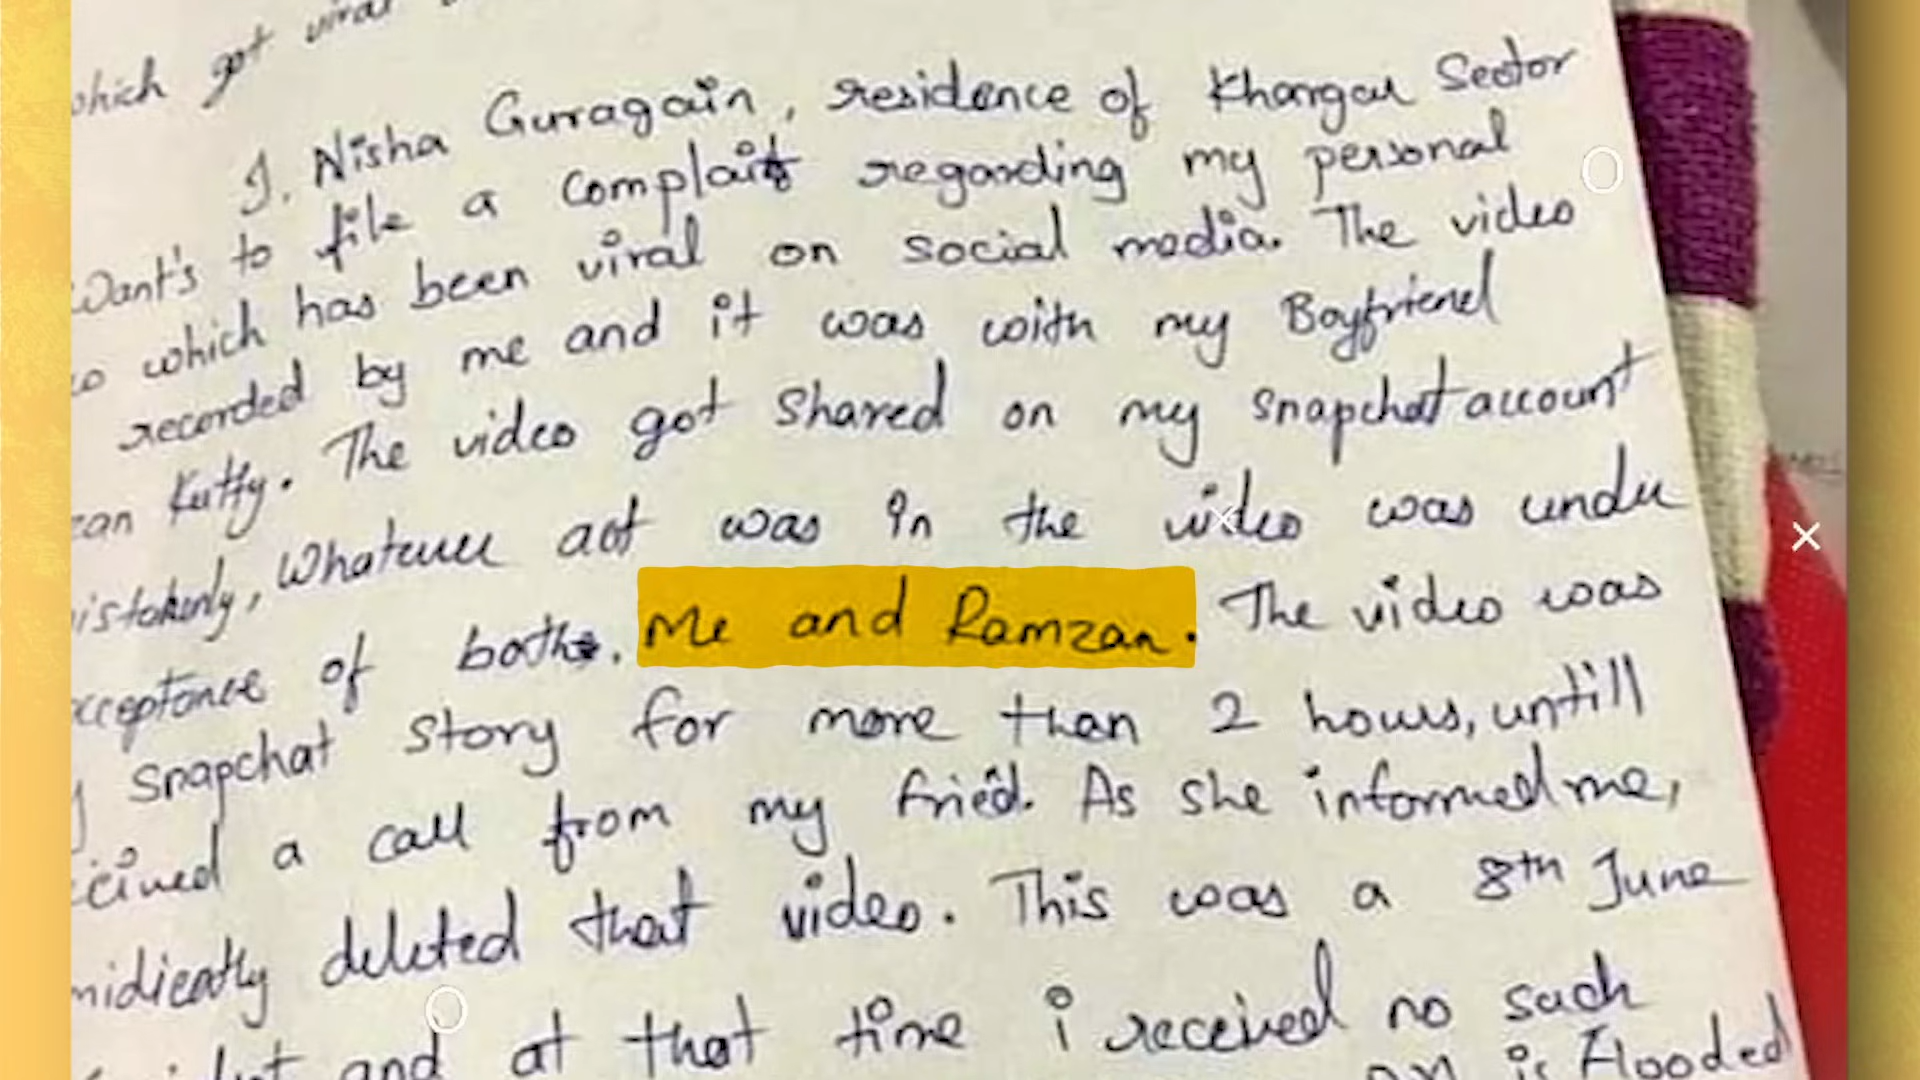 which got viral
I. Nisha Guragain, residence of Khargar Sector
Want's to file a complait regarding my personal
which has been viral on social media. The video
recorded by me and it was with my Boyfriend
Kutty. The video got shared on my snapchat account
Whatever act was in the video was under
of both. Me and Ramzan. The video was
snapchat story for more than 2 hours, untill
a call from my fried. As she informed me,
deleted that video. This was a 8th June
and at that time i received no such
is flooded